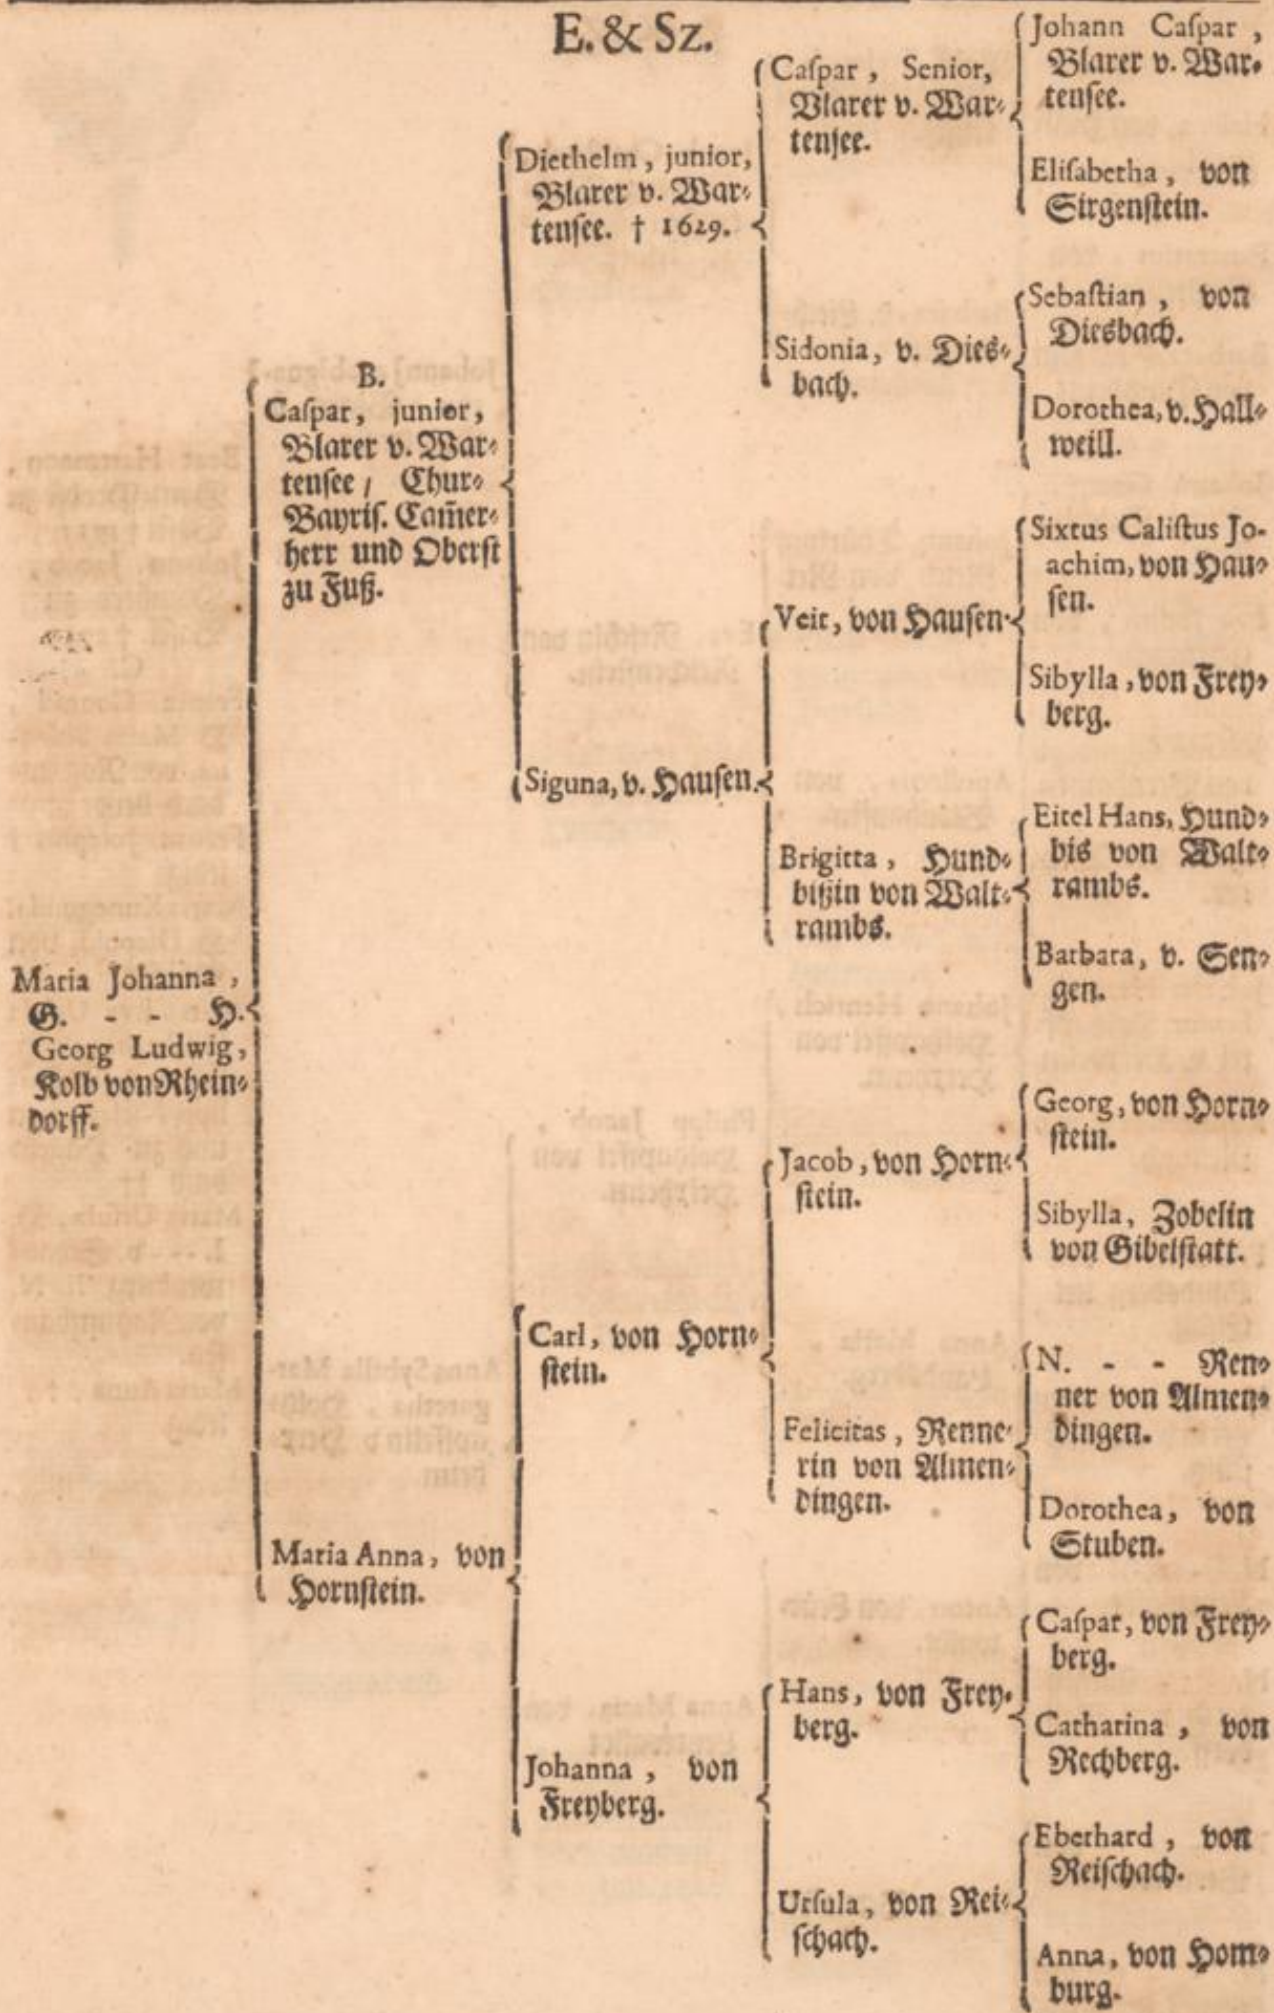 E. & Sz.
Maria Johanna,
G. - - H.
Georg Ludwig,
Kolb von Rhein-
dorff.
B.
Caſpar, junior,
Blarer v. War-
tenſee / Chur-
Bayriſ. Cam̃er-
herr und Oberſt
zu Fuß.
Maria Anna, von
Hornſtein.
Diethelm, junior,
Blarer v. War-
tenſee. † 1629.
Siguna, v. Hauſen.
Carl, von Horn-
ſtein.
Johanna, von
Freyberg.
Caſpar, Senior,
Blarer v. War-
tenſee.
Sidonia, v. Dies-
bach.
Veit, von Hauſen.
Brigitta, Hund-
bißin von Walt-
rambs.
Jacob, von Horn-
ſtein.
Felicitas, Renne-
rin von Almen-
dingen.
Hans, von Frey-
berg.
Urſula, von Rei-
ſchach.
Johann Caſpar,
Blarer v. War-
tenſee.
Eliſabetha, von
Sirgenſtein.
Sebaſtian, von
Diesbach.
Dorothea, v. Hall-
weill.
Sixtus Caliſtus Jo-
achim, von Hau-
ſen.
Sibylla, von Frey-
berg.
Eitel Hans, Hund-
bis von Walt-
rambs.
Barbara, v. Sen-
gen.
Georg, von Horn-
ſtein.
Sibylla, Zobelin
von Gibelſtatt.
N. - - Ren-
ner von Almen-
dingen.
Dorothea, von
Stuben.
Caſpar, von Frey-
berg.
Catharina, von
Rechberg.
Eberhard, von
Reiſchach.
Anna, von Hom-
burg.